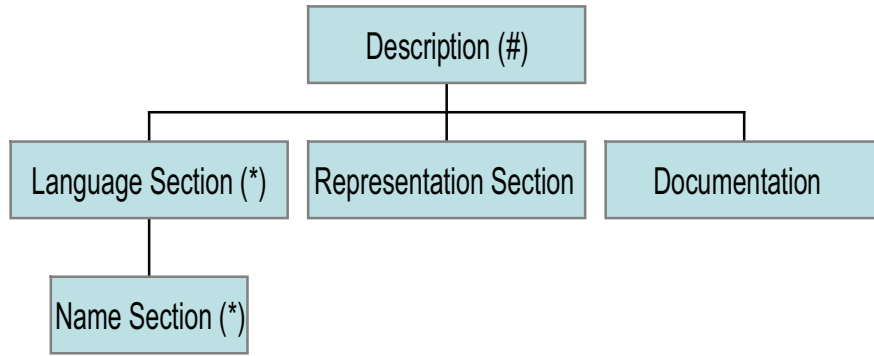 Description (#)
Language Section (*)
Representation Section
Documentation
Name Section (*)